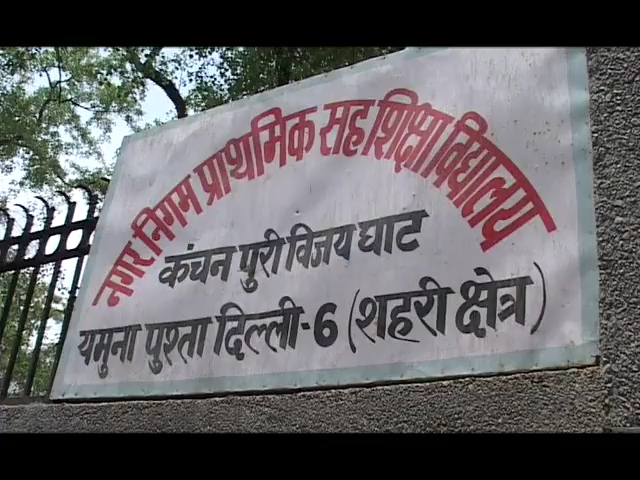 नगर निगम प्राथमिक सह शिक्षा विद्यालय
कंचन पुरी विजय घाट
यमुना पुश्ता दिल्ली-6 (शहरी क्षेत्र)